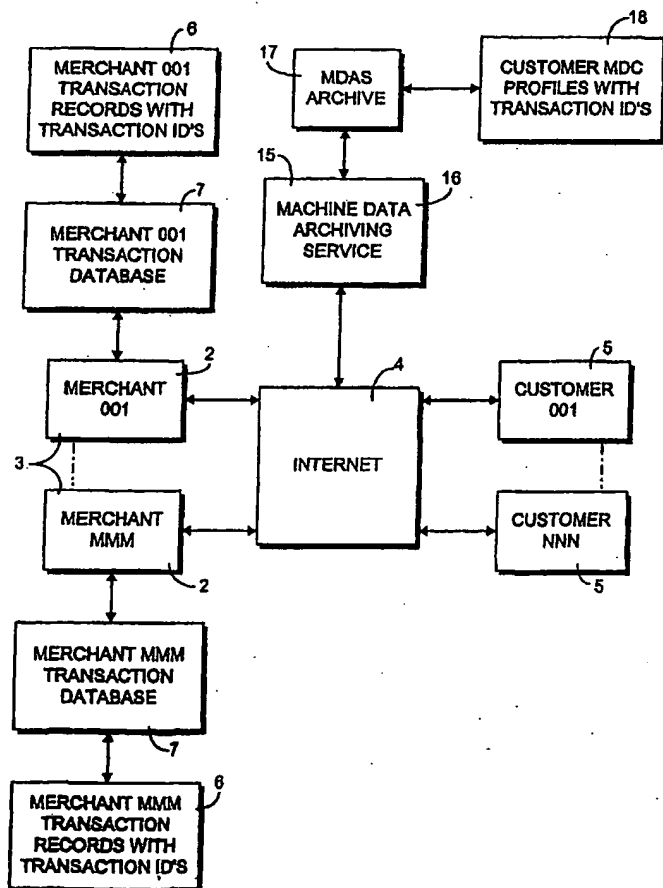 6
MERCHANT 001
TRANSACTION
RECORDS WITH
TRANSACTION ID'S
17
MDAS
ARCHIVE
18
CUSTOMER MDC
PROFILES WITH
TRANSACTION ID'S
7
MERCHANT 001
TRANSACTION
DATABASE
15
16
MACHINE DATA
ARCHIVING
SERVICE
2
MERCHANT
001
4
INTERNET
5
CUSTOMER
001
3
MERCHANT
MMM
2
CUSTOMER
NNN
5
MERCHANT MMM
TRANSACTION
DATABASE
7
6
MERCHANT MMM
TRANSACTION
RECORDS WITH
TRANSACTION ID'S